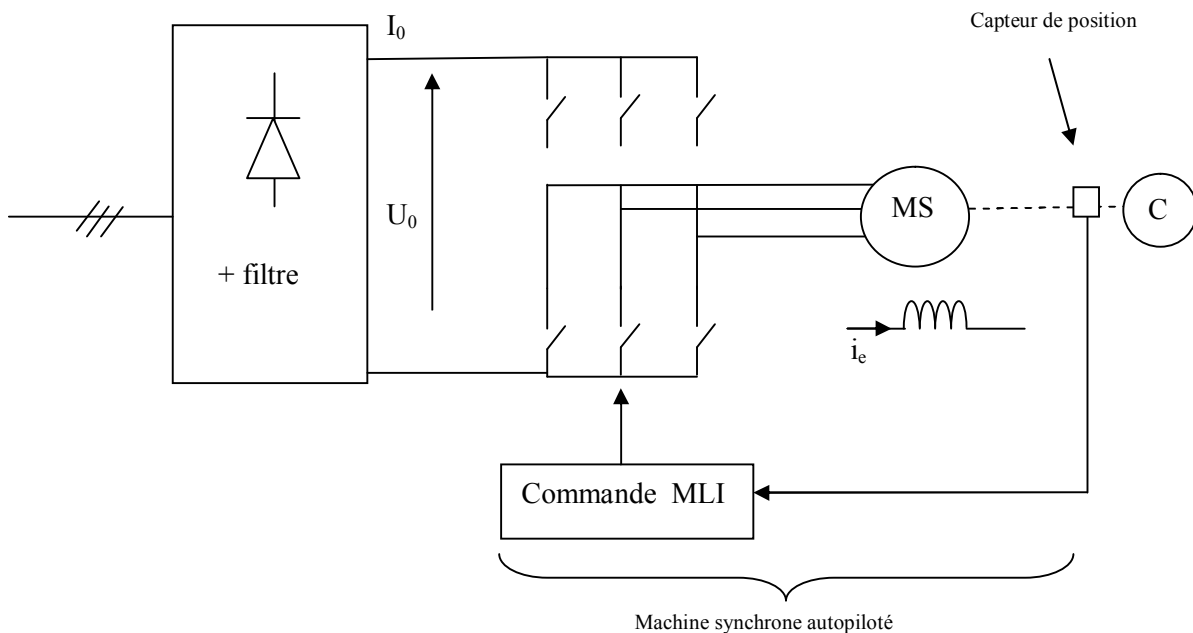 Capteur de position
I₀
U₀
+ filtre
MS
C
iₑ
Commande MLI
Machine synchrone autopiloté